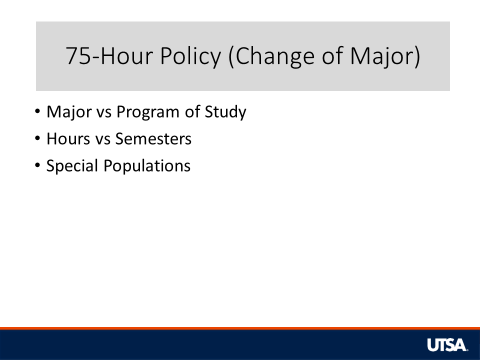 75-Hour Policy (Change of Major)
• Major vs Program of Study
• Hours vs Semesters
• Special Populations
UTSA